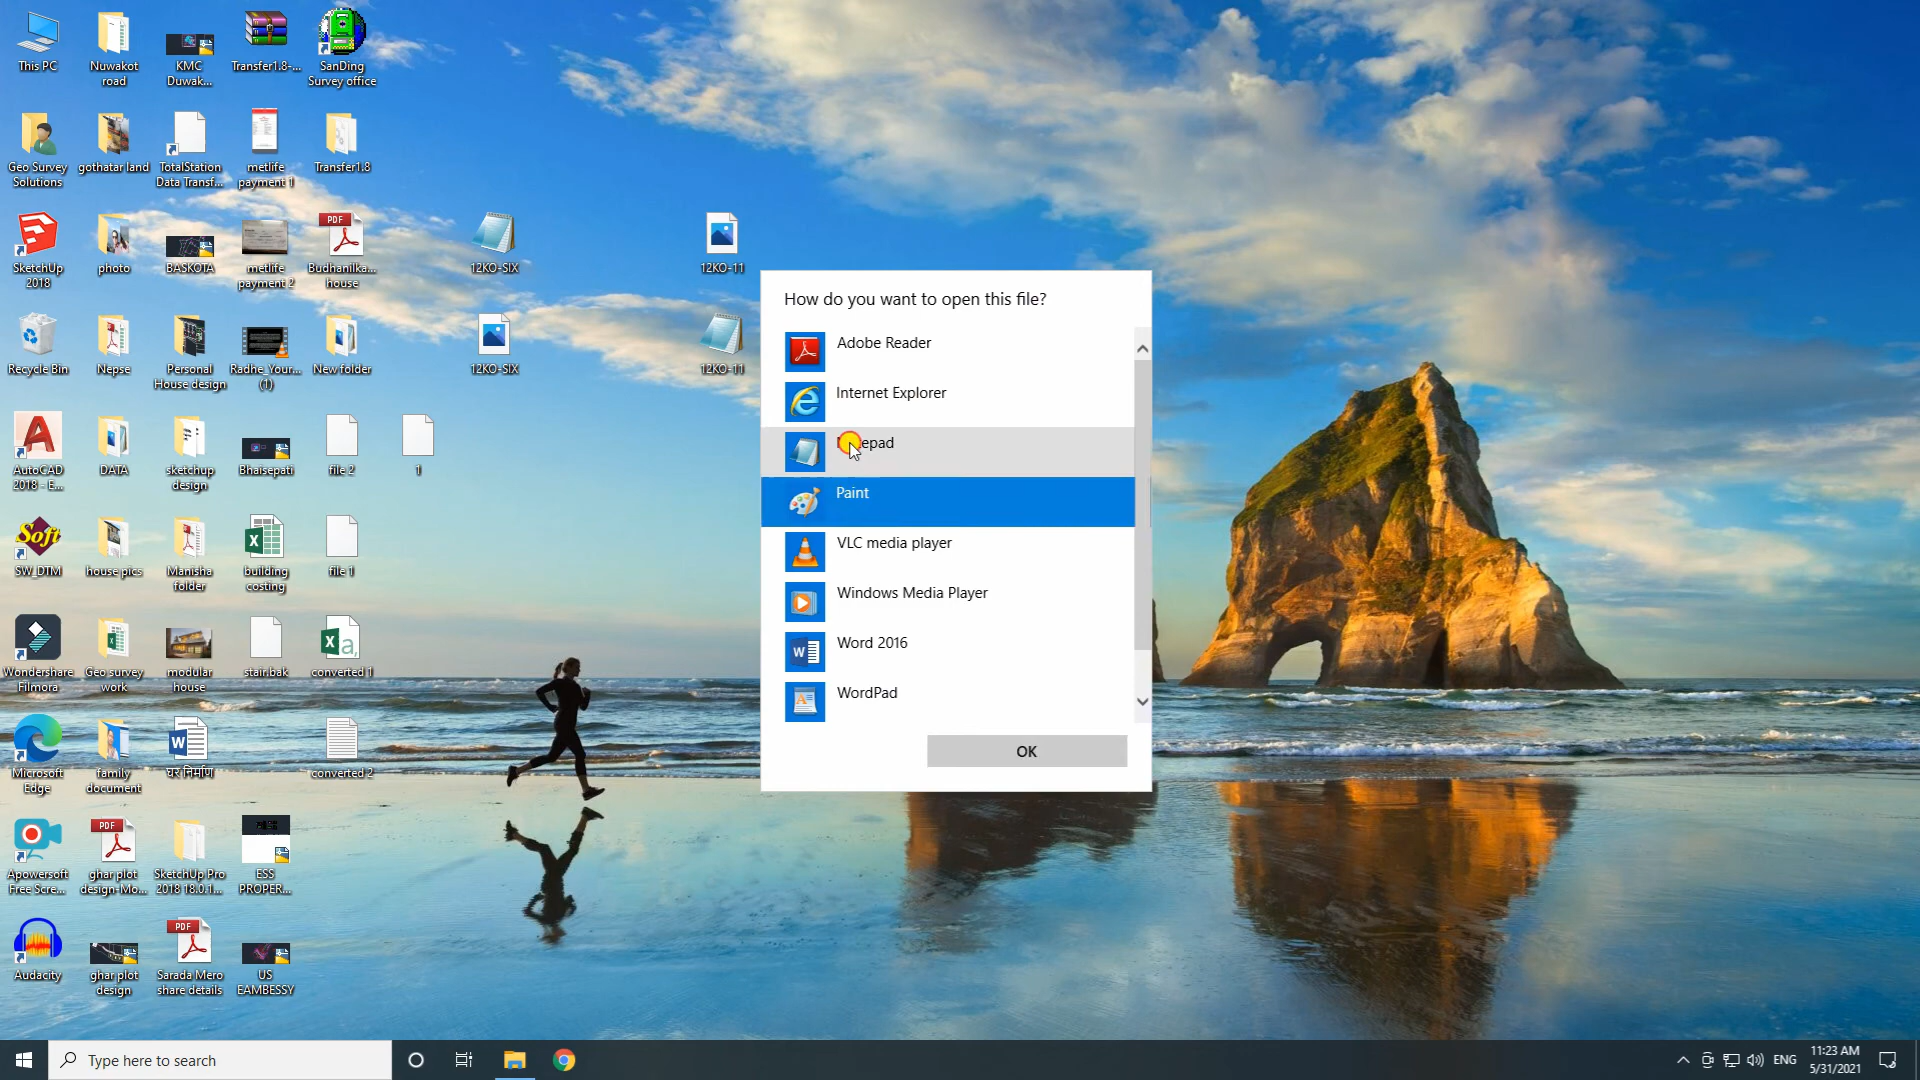 This PC
Nuwakot
road
KMC
Duwak...
Transfer1.8-...
SanDing
Survey office
Geo Survey
Solutions
gothatar land
TotalStation
Data Transf...
metlife
payment 1
Transfer1.8
SketchUp
2018
photo
BASKOTA
metlife
payment 2
PDF
Budhanilka...
house
12KO-SIX
12KO-11
Recycle Bin
Nepse
Personal
House design
Radhe_Your...
(1)
New folder
12KO-SIX
12KO-11
AutoCAD
2018 - E...
DATA
sketchup
design
Bhaisepati
file 2
1
Soft
SW_DTM
house pics
Manisha
folder
building
costing
file 1
Wondershare
Filmora
Geo survey
work
modular
house
stair.bak
converted 1
Microsoft
Edge
family
document
घर निर्माण
converted 2
Apowersoft
Free Scre...
PDF
ghar plot
design-Mo...
SketchUp Pro
2018 18.0.1...
ESS
PROPER...
Audacity
ghar plot
design
PDF
Sarada Mero
share details
US
EAMBESSY
How do you want to open this file?
Adobe Reader
Internet Explorer
Paint
VLC media player
Windows Media Player
Word 2016
WordPad
OK
Type here to search
ENG
11:23 AM
5/31/2021